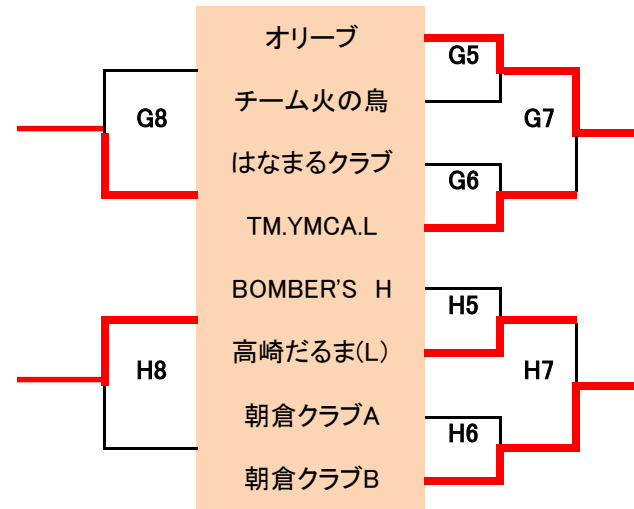 オリーブ
G5
チーム火の鳥
G8
G7
はなまるクラブ
G6
TM.YMCA.L
BOMBER'S H
H5
高崎だるま(L)
H8
H7
朝倉クラブA
H6
朝倉クラブB